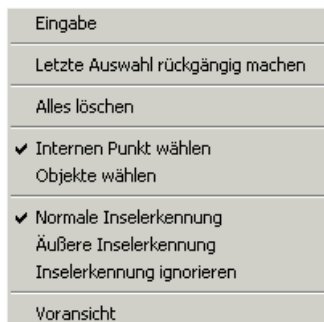 Eingabe
Letzte Auswahl rückgängig machen
Alles löschen
Internen Punkt wählen
Objekte wählen
Normale Inselerkennung
Äußere Inselerkennung
Inselerkennung ignorieren
Voransicht